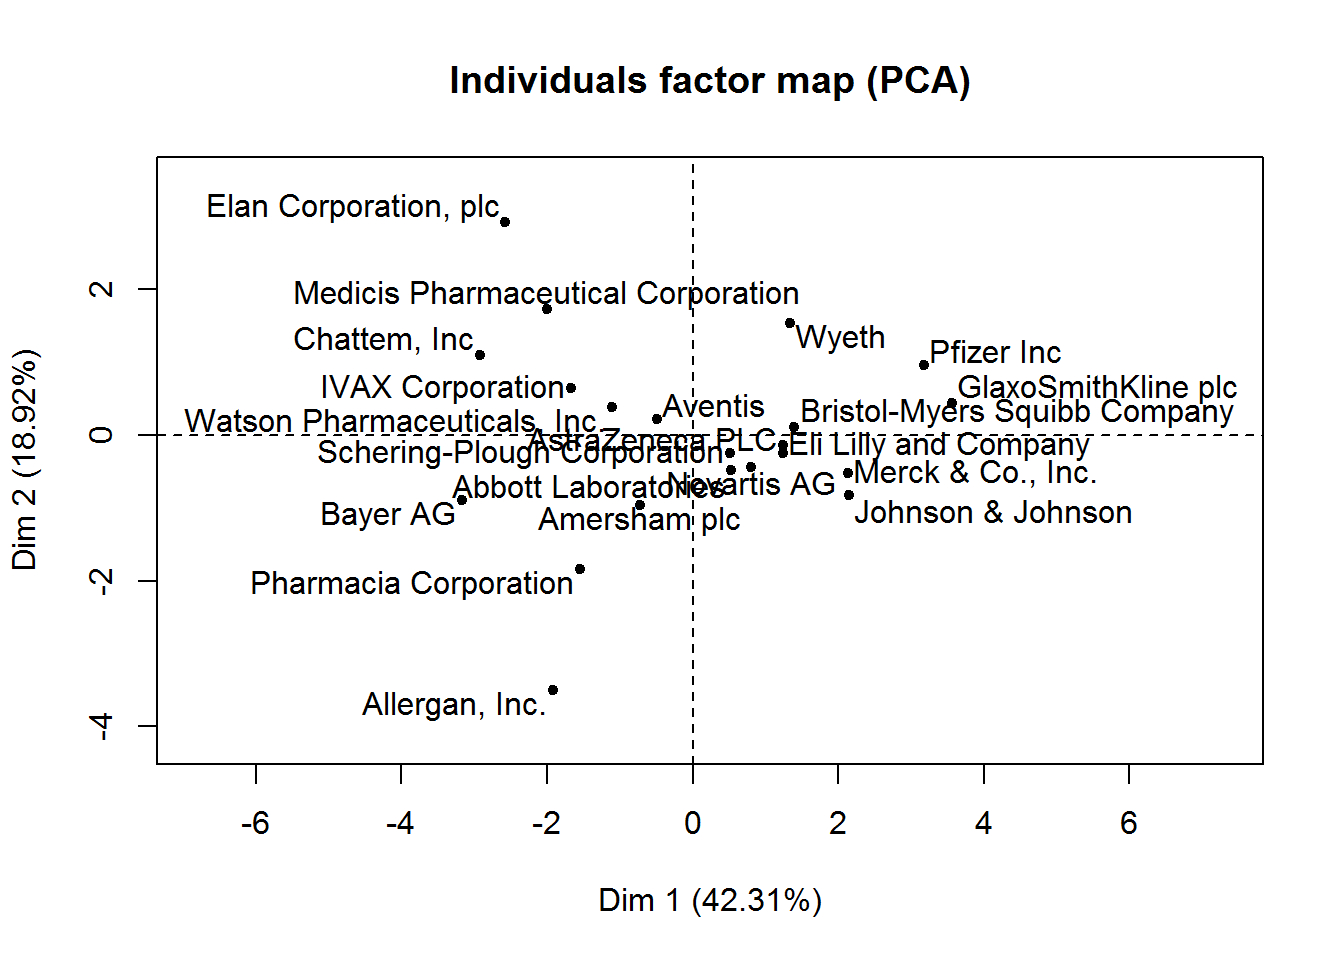 Individuals factor map (PCA)
Elan Corporation, plc
Medicis Pharmaceutical Corporation
Chattem, Inc
Wyeth
Pfizer Inc
IVAX Corporation
GlaxoSmithKline plc
Aventis
Bristol-Myers Squibb Company
Watson Pharmaceuticals, Inc.
AstraZeneca PLC
Eli Lilly and Company
Schering-Plough Corporation
Merck & Co., Inc.
Abbott Laboratories
Novartis AG
Bayer AG
Amersham plc
Johnson & Johnson
Pharmacia Corporation
Allergan, Inc.
2
0
-2
-4
Dim 2 (18.92%)
-6 -4 -2 0 2 4 6
Dim 1 (42.31%)